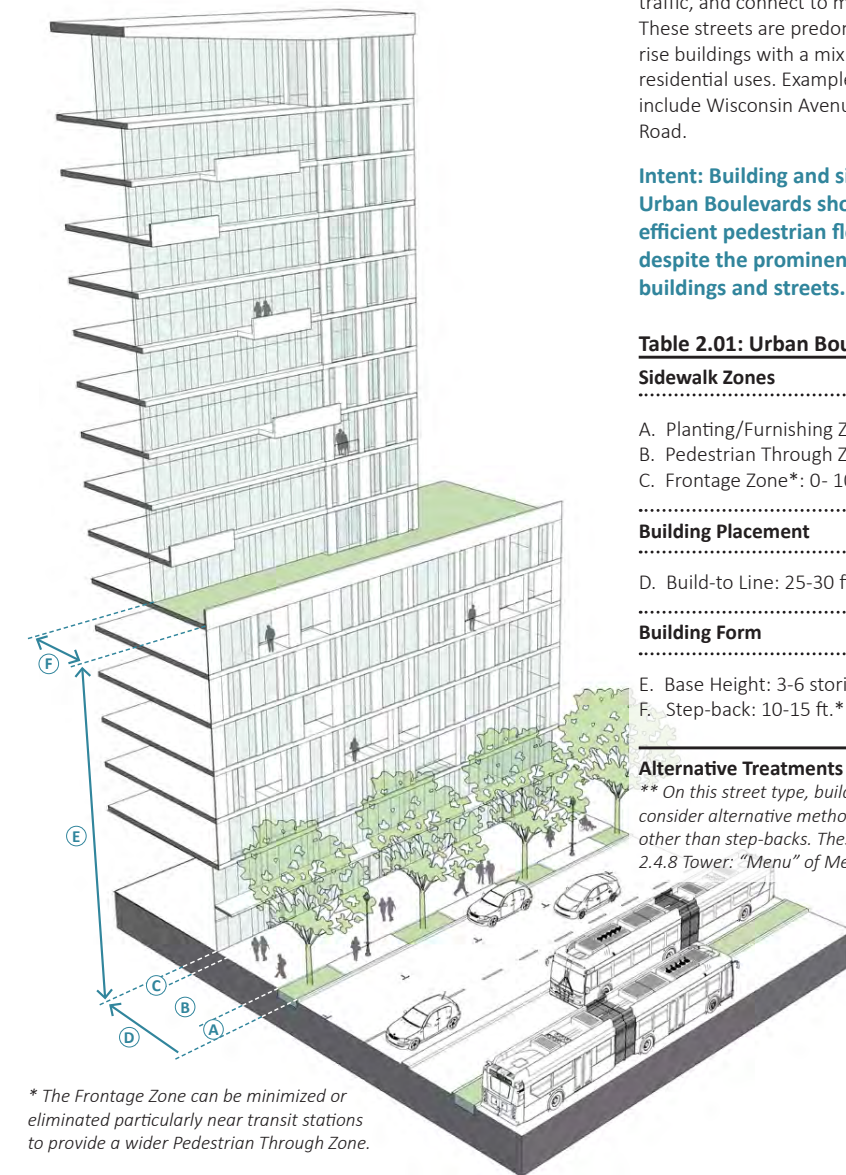 traffic, and connect to m
These streets are predor
rise buildings with a mix
residential uses. Example
include Wisconsin Avenu
Road.
Intent: Building and si
Urban Boulevards sho
efficient pedestrian fl
despite the prominen
buildings and streets.
Table 2.01: Urban Bou
Sidewalk Zones
A. Planting/Furnishing Z
B. Pedestrian Through Z
C. Frontage Zone*: 0- 10
Building Placement
D. Build-to Line: 25-30 f
Building Form
E. Base Height: 3-6 stori
F. Step-back: 10-15 ft.*
Alternative Treatments
** On this street type, build
consider alternative method
other than step-backs. Thes
2.4.8 Tower: “Menu” of Me
F
E
C
B
A
D
* The Frontage Zone can be minimized or
eliminated particularly near transit stations
to provide a wider Pedestrian Through Zone.